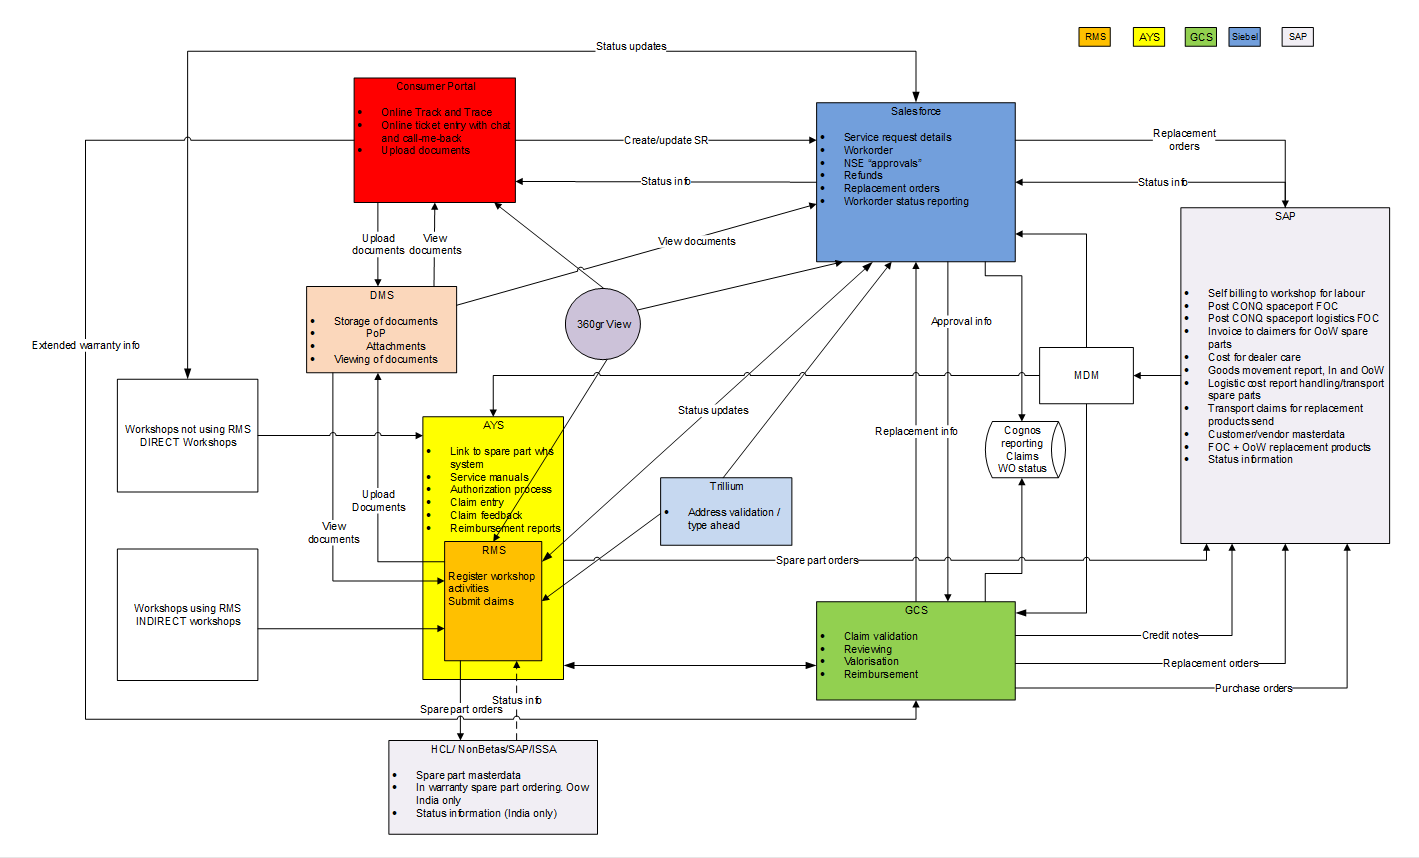 RMS
AYS
GCS
Siebel
SAP
Status updates
Consumer Portal
• Online Track and Trace
• Online ticket entry with chat
and call-me-back
• Upload documents
Create/update SR
Status info
Salesforce
• Service request details
• Workorder
• NSE "approvals"
• Refunds
• Replacement orders
• Workorder status reporting
Replacement
orders
Status info
SAP
• Self billing to workshop for labour
• Post CONQ spaceport FOC
• Post CONQ spaceport logistics FOC
• Invoice to claimers for OoW spare
parts
• Cost for dealer care
• Goods movement report, In and OoW
• Logistic cost report handling/transport
spare parts
• Transport claims for replacement
products send
• Customer/vendor masterdata
• FOC + OoW replacement products
• Status information
Upload
documents
View
documents
View documents
DMS
• Storage of documents
• PoP
• Attachments
• Viewing of documents
360gr View
Approval info
Extended warranty info
MDM
Workshops not using RMS
DIRECT Workshops
Status updates
Replacement info
Cognos
reporting
Claims
WO status
AYS
• Link to spare part whs
system
• Service manuals
• Authorization process
• Claim entry
• Claim feedback
• Reimbursement reports
Upload
Documents
View
documents
Trillium
• Address validation /
type ahead
RMS
Register workshop
activities
Submit claims
Spare part orders
Workshops using RMS
INDIRECT workshops
GCS
• Claim validation
• Reviewing
• Valorisation
• Reimbursement
Credit notes
Replacement orders
Purchase orders
Status info
Spare part orders
HCL/ NonBetas/SAP/ISSA
• Spare part masterdata
• In warranty spare part ordering. Oow
India only
• Status information (India only)